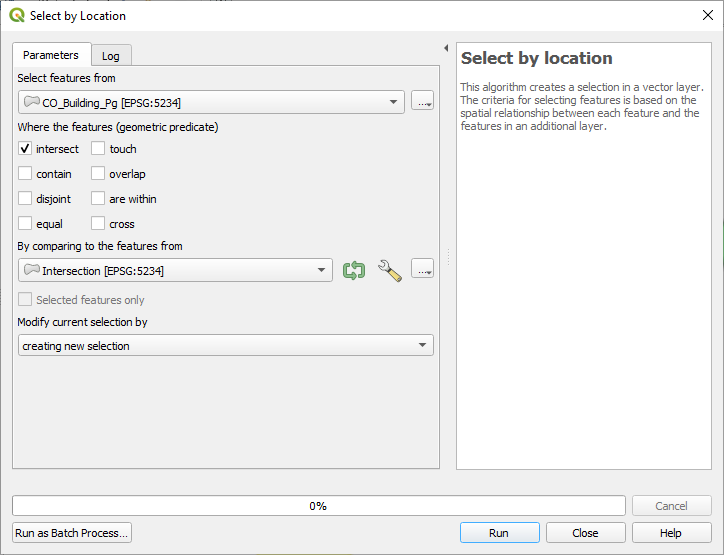 Select by Location
Parameters
Log
Select features from
CO_Building_Pg [EPSG:5234]
...
Where the features (geometric predicate)
intersect
touch
contain
overlap
disjoint
are within
equal
cross
By comparing to the features from
Intersection [EPSG:5234]
...
Selected features only
Modify current selection by
creating new selection
Select by location
This algorithm creates a selection in a vector layer.
The criteria for selecting features is based on the
spatial relationship between each feature and the
features in an additional layer.
0%
Cancel
Run as Batch Process...
Run
Close
Help